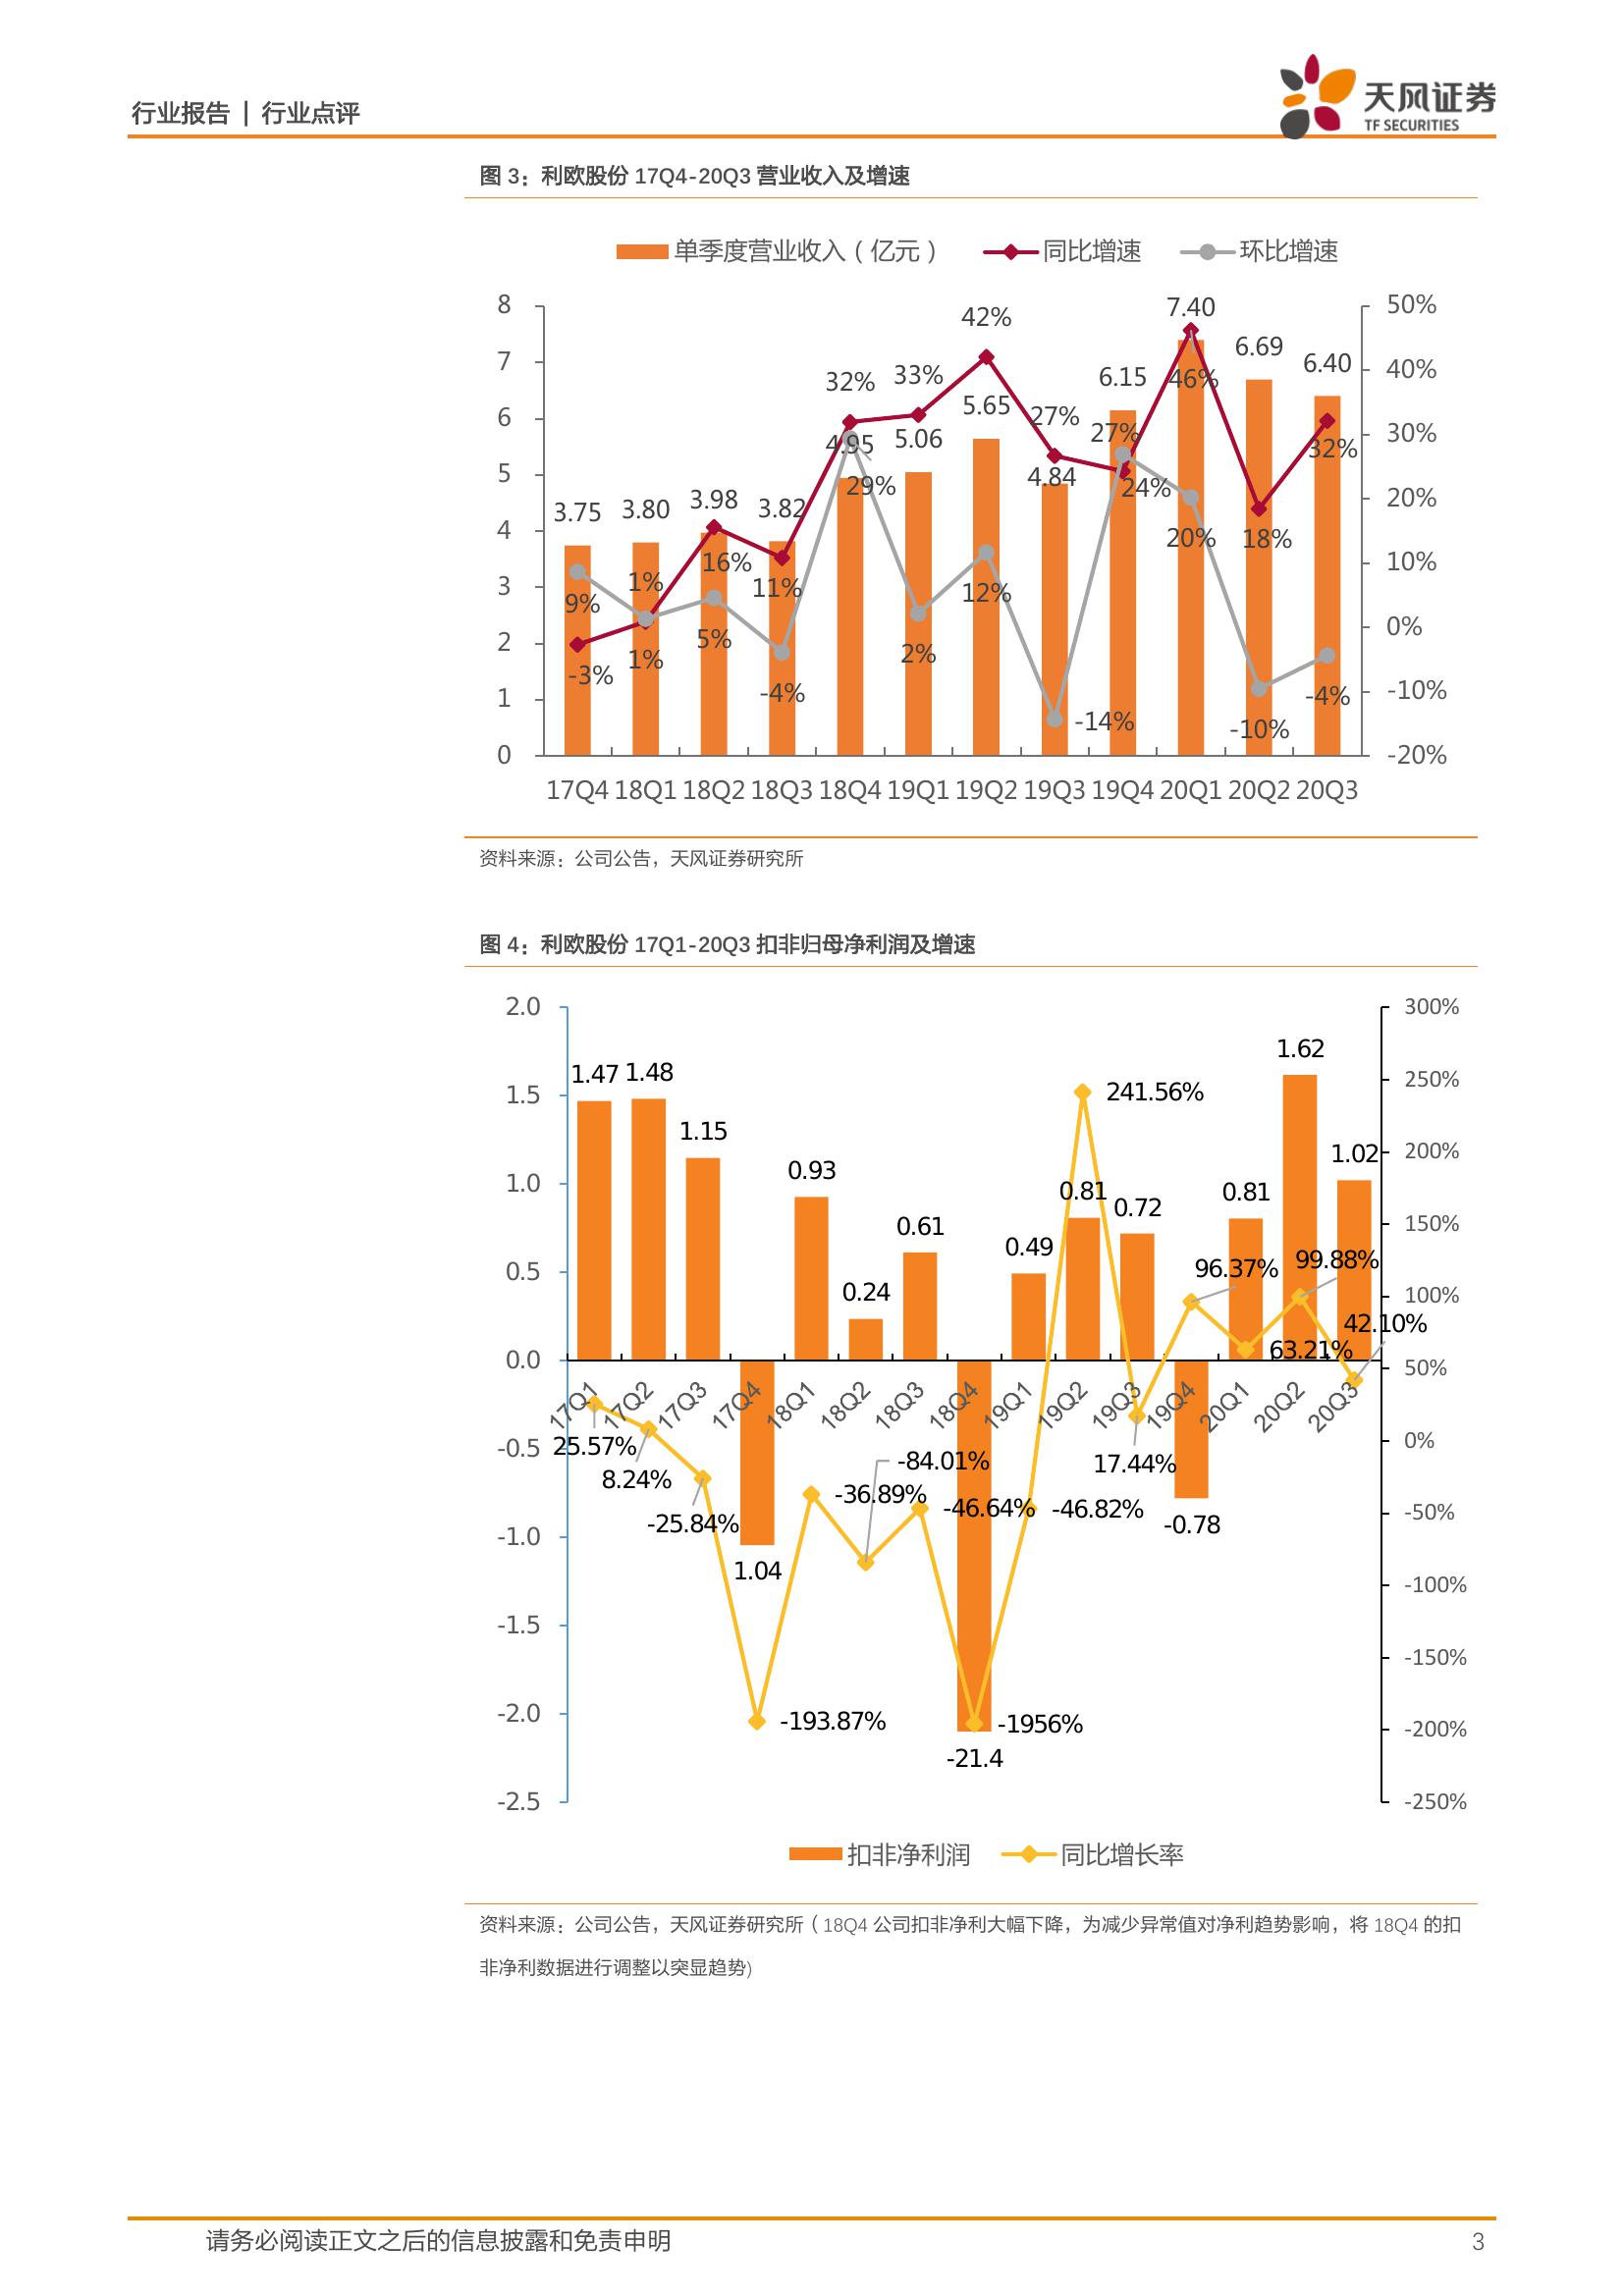 行业报告 | 行业点评
天风证券
TF SECURITIES
图 3：利欧股份 17Q4-20Q3 营业收入及增速
单季度营业收入（亿元） 同比增速 环比增速
8 7 6 5 4 3 2 1 0
50% 40% 30% 20% 10% 0% -10% -20%
3.75 3.80 3.98 3.82 4.95 5.06 5.65 4.84 6.15 7.40 6.69 6.40
-3% 1% 16% 11% 32% 33% 42% 27% 24% 46% 18% 32%
9% 1% 5% -4% 29% 2% 12% -14% 27% 20% -10% -4%
17Q4 18Q1 18Q2 18Q3 18Q4 19Q1 19Q2 19Q3 19Q4 20Q1 20Q2 20Q3
资料来源：公司公告，天风证券研究所
图 4：利欧股份 17Q1-20Q3 扣非归母净利润及增速
2.0 1.5 1.0 0.5 0.0 -0.5 -1.0 -1.5 -2.0 -2.5
300% 250% 200% 150% 100% 50% 0% -50% -100% -150% -200% -250%
1.47 1.48 1.15 1.04 0.93 0.24 0.61 -21.4 0.49 0.81 0.72 -0.78 0.81 1.62 1.02
17Q1 17Q2 17Q3 17Q4 18Q1 18Q2 18Q3 18Q4 19Q1 19Q2 19Q3 19Q4 20Q1 20Q2 20Q3
25.57% 8.24% -25.84% -193.87% -36.89% -84.01% -46.64% -1956% -46.82% 241.56% 17.44% 96.37% 63.21% 99.88% 42.10%
扣非净利润 同比增长率
资料来源：公司公告，天风证券研究所（18Q4 公司扣非净利大幅下降，为减少异常值对净利趋势影响，将 18Q4 的扣
非净利数据进行调整以突显趋势)
请务必阅读正文之后的信息披露和免责申明
3